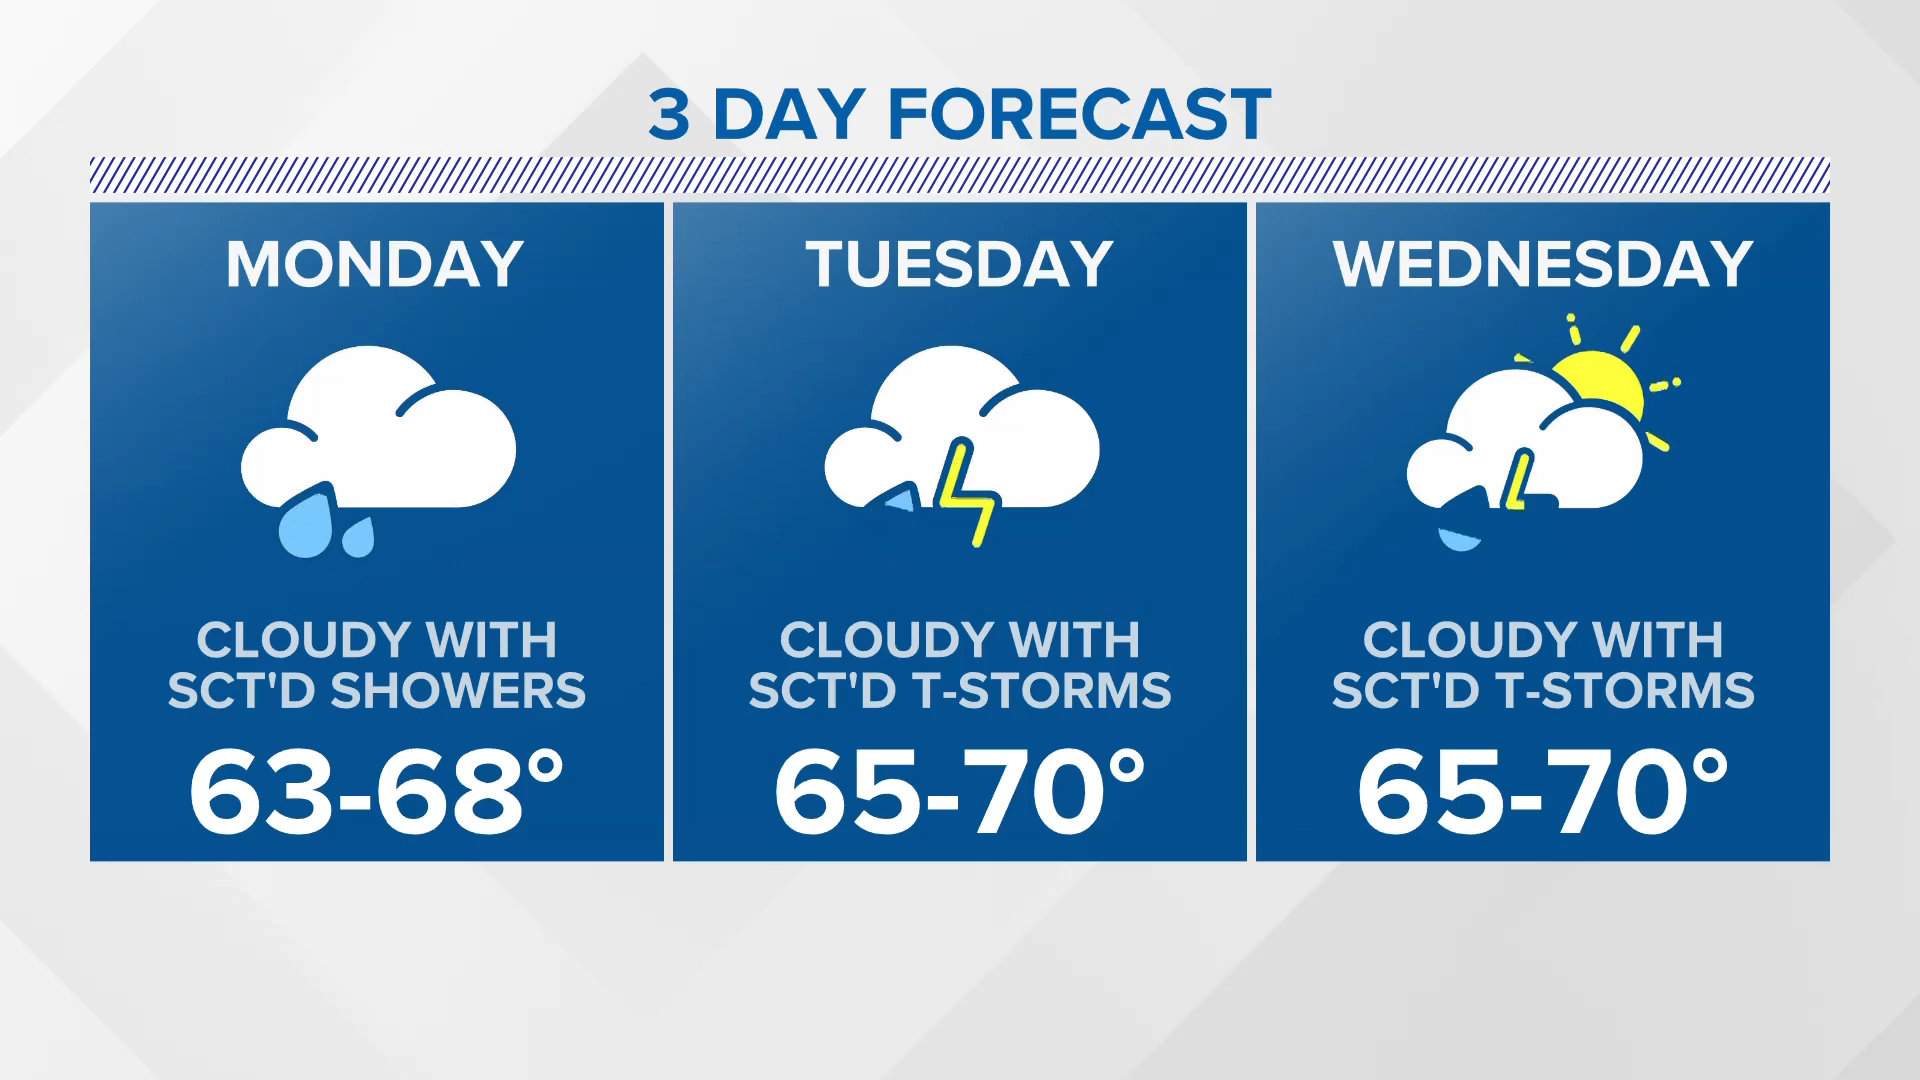 3 DAY FORECAST
MONDAY
CLOUDY WITH
SCT'D SHOWERS
63-68°
TUESDAY
CLOUDY WITH
SCT'D T-STORMS
65-70°
WEDNESDAY
CLOUDY WITH
SCT'D T-STORMS
65-70°